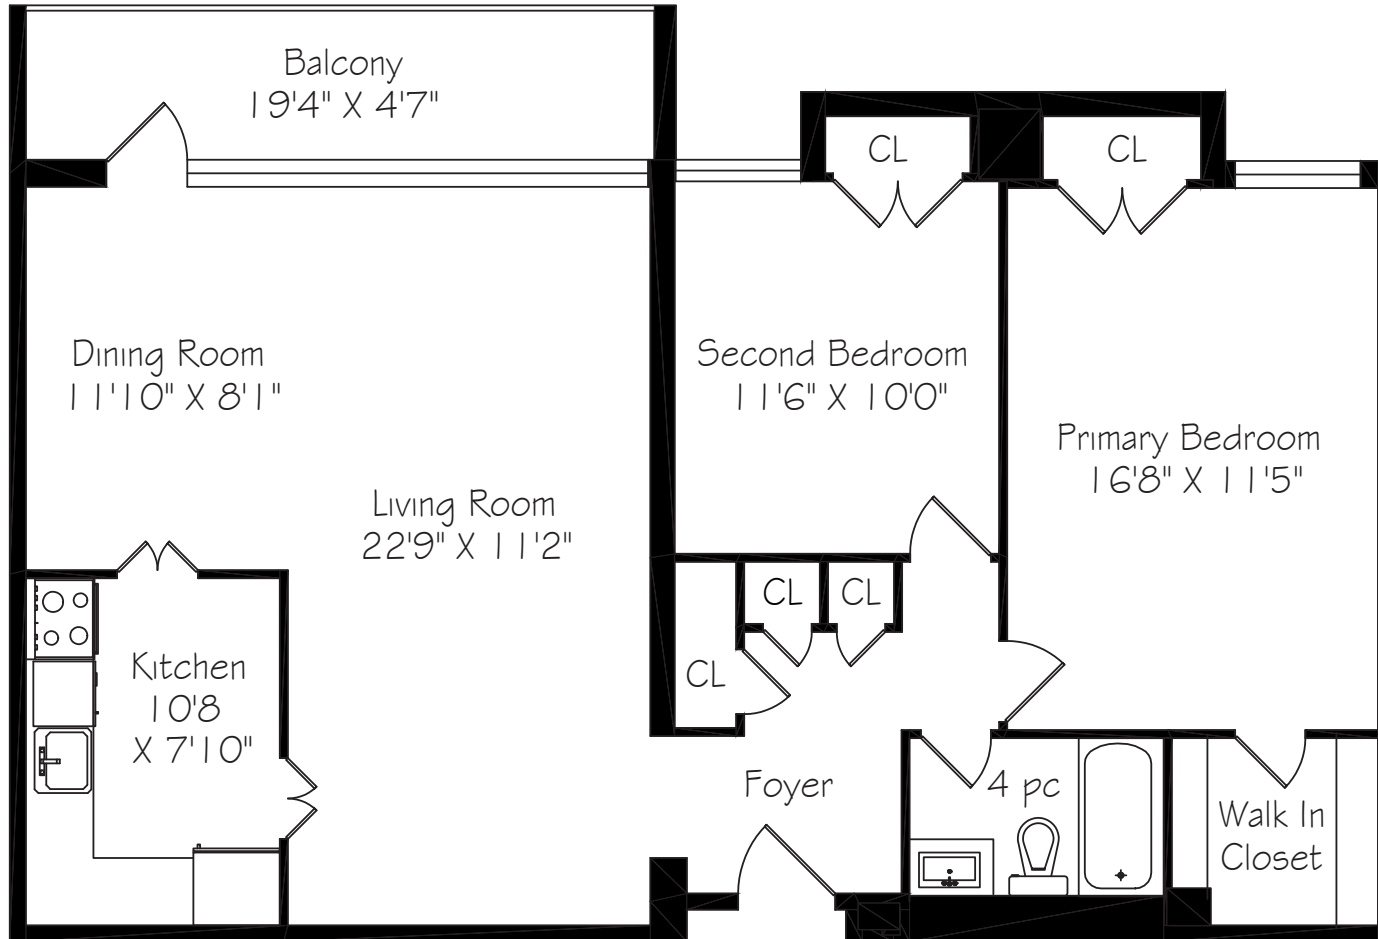 Balcony
19'4" X 4'7"
CL
CL
Dining Room
11'10" X 8'1"
Second Bedroom
11'6" X 10'0"
Primary Bedroom
16'8" X 11'5"
Living Room
22'9" X 11'2"
CL
CL
CL
Kitchen
10'8
X 7'10"
Foyer
4 pc
Walk In
Closet